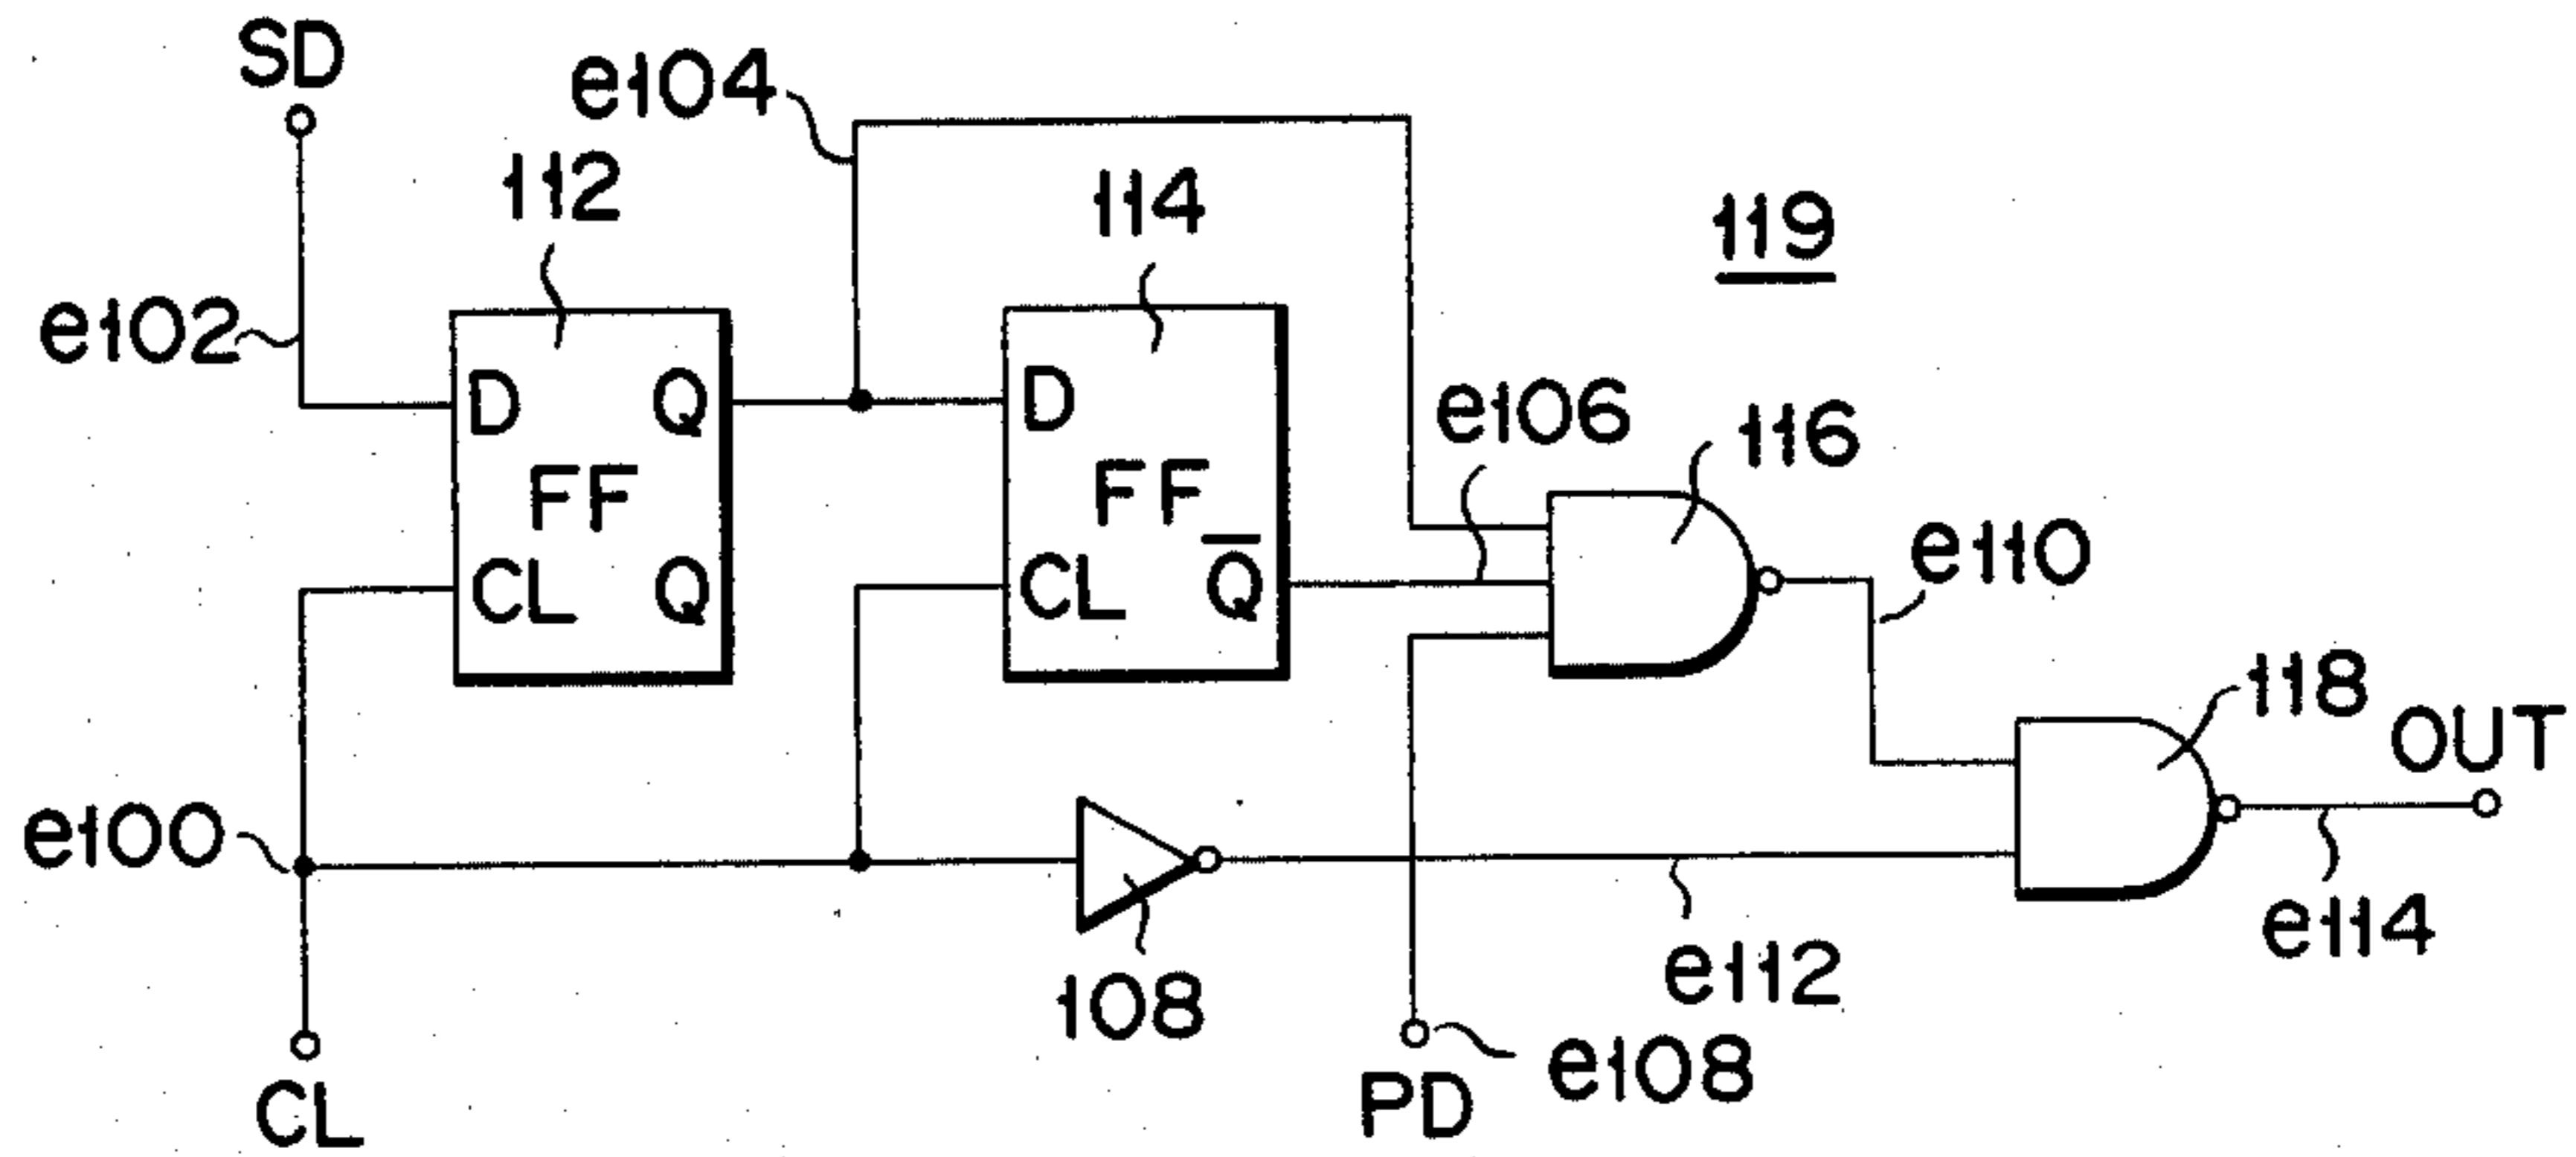 SD
e104
112
114
119
e102
D
Q
FF
CL
Q
D
FF
CL
Q̅
e106
116
e110
118
OUT
e100
108
e112
e114
CL
PD
e108